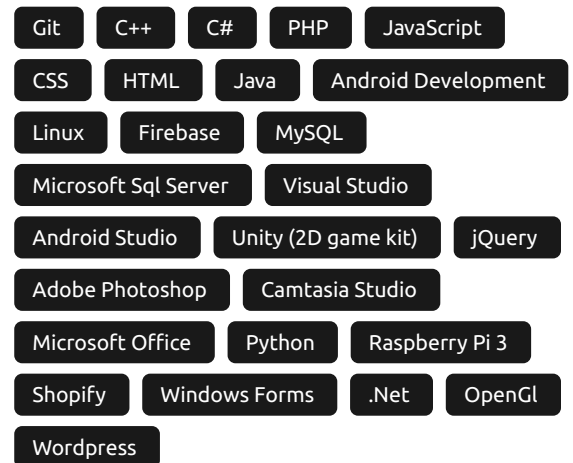 Git C++ C# PHP JavaScript
CSS HTML Java Android Development
Linux Firebase MySQL
Microsoft Sql Server Visual Studio
Android Studio Unity (2D game kit) jQuery
Adobe Photoshop Camtasia Studio
Microsoft Office Python Raspberry Pi 3
Shopify Windows Forms .Net OpenGl
Wordpress